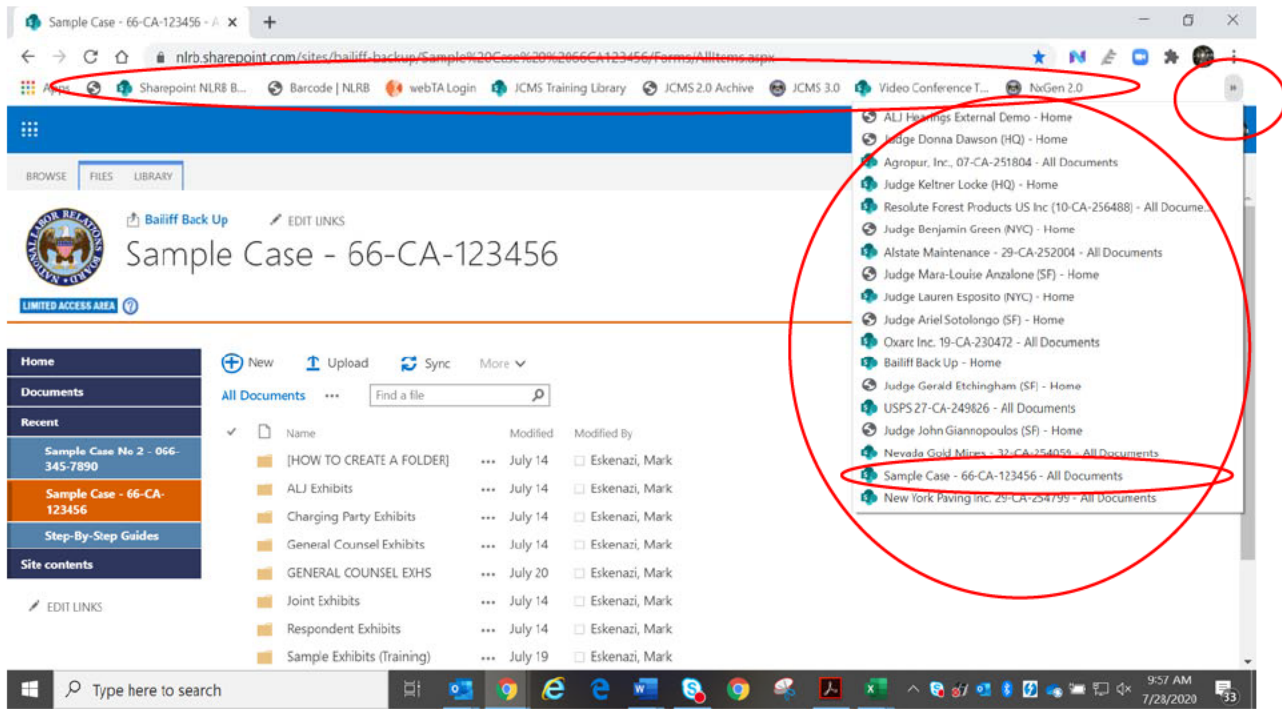 Sample Case - 66-CA-123456 - A
nlrb.sharepoint.com/sites/bailiff-backup/Sample%20Case%20%2066CA123456/Forms/AllItems.aspx
Apps Sharepoint NLRB B... Barcode | NLRB webTA Login JCMS Training Library JCMS 2.0 Archive JCMS 3.0 Video Conference T... NxGen 2.0 »
ALJ Hearings External Demo - Home
Judge Donna Dawson (HQ) - Home
Agropur, Inc., 07-CA-251804 - All Documents
Judge Keltner Locke (HQ) - Home
Resolute Forest Products US Inc (10-CA-256488) - All Docume...
Judge Benjamin Green (NYC) - Home
Alstate Maintenance - 29-CA-252004 - All Documents
Judge Mara-Louise Anzalone (SF) - Home
Judge Lauren Esposito (NYC) - Home
Judge Ariel Sotolongo (SF) - Home
Oxarc Inc. 19-CA-230472 - All Documents
Bailiff Back Up - Home
Judge Gerald Etchingham (SF) - Home
USPS 27-CA-249826 - All Documents
Judge John Giannopoulos (SF) - Home
Nevada Gold Mines - 32-CA-254059 - All Documents
Sample Case - 66-CA-123456 - All Documents
New York Paving Inc. 29-CA-254799 - All Documents
BROWSE FILES LIBRARY
NATIONAL LABOR RELATIONS BOARD
Bailiff Back Up EDIT LINKS
Sample Case - 66-CA-123456
LIMITED ACCESS AREA ?
Home
Documents
Recent
Sample Case No 2 - 066-
345-7890
Sample Case - 66-CA-
123456
Step-By-Step Guides
Site contents
EDIT LINKS
New Upload Sync More
All Documents ... Find a file
Name Modified Modified By
[HOW TO CREATE A FOLDER] ... July 14 Eskenazi, Mark
ALJ Exhibits ... July 14 Eskenazi, Mark
Charging Party Exhibits ... July 14 Eskenazi, Mark
General Counsel Exhibits ... July 14 Eskenazi, Mark
GENERAL COUNSEL EXHS ... July 20 Eskenazi, Mark
Joint Exhibits ... July 14 Eskenazi, Mark
Respondent Exhibits ... July 14 Eskenazi, Mark
Sample Exhibits (Training) ... July 19 Eskenazi, Mark
Type here to search
9:57 AM
7/28/2020
33